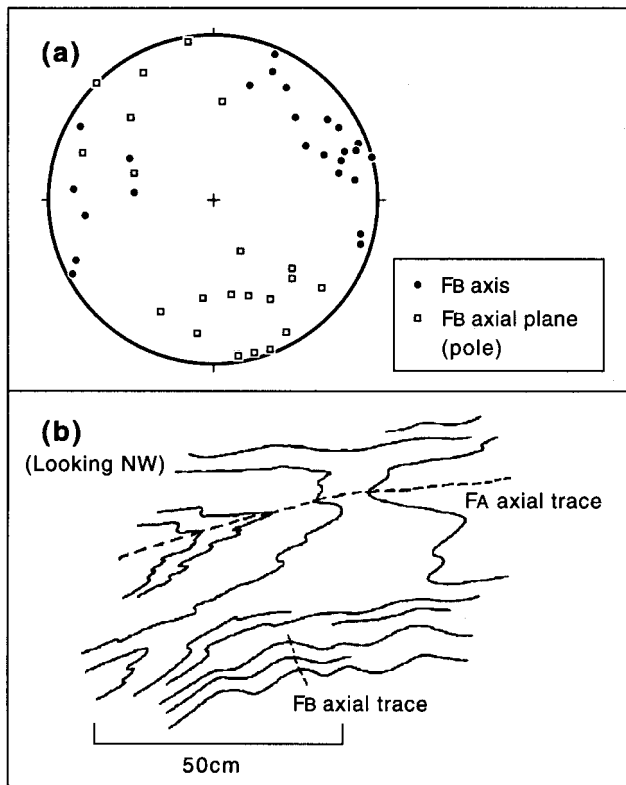 (a)
FB axis
FB axial plane
(pole)
(b)
(Looking NW)
FA axial trace
FB axial trace
50cm